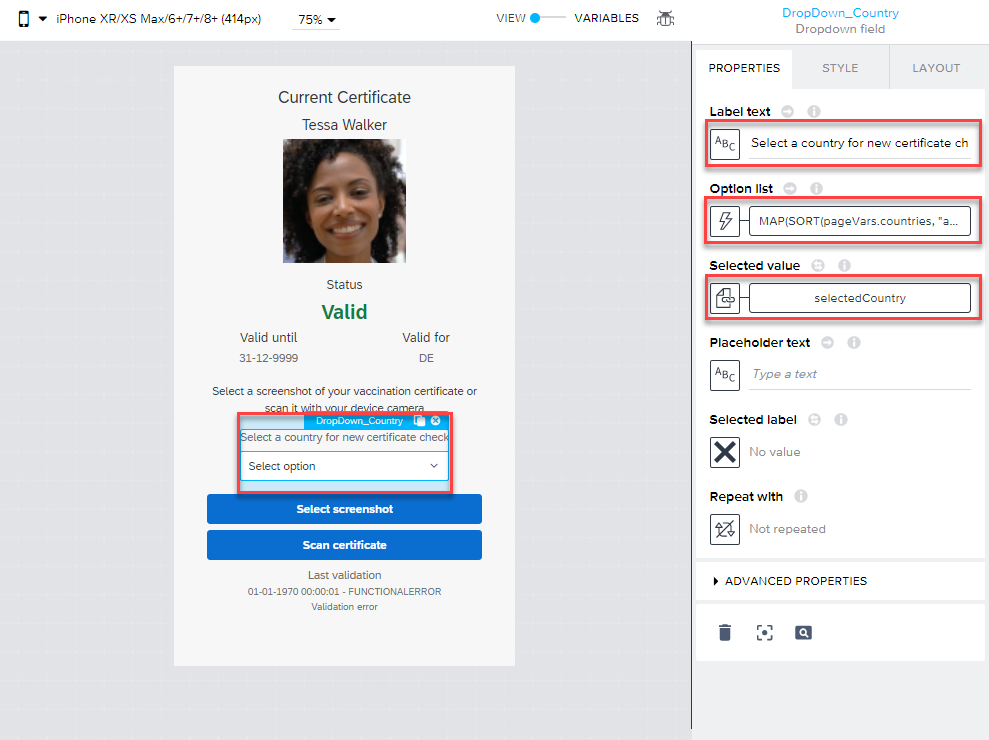 iPhone XR/XS Max/6+/7+/8+ (414px)
75%
VIEW
VARIABLES
DropDown_Country
Dropdown field
PROPERTIES
STYLE
LAYOUT
Current Certificate
Tessa Walker
Status
Valid
Valid until
Valid for
31-12-9999
DE
Select a screenshot of your vaccination certificate or
scan it with your device camera
DropDown_Country
Select a country for new certificate check
Select option
Select screenshot
Scan certificate
Last validation
01-01-1970 00:00:01 - FUNCTIONALERROR
Validation error
Label text
ABC
Select a country for new certificate ch
Option list
MAP(SORT(pageVars.countries, "a...
Selected value
selectedCountry
Placeholder text
ABC
Type a text
Selected label
No value
Repeat with
Not repeated
ADVANCED PROPERTIES